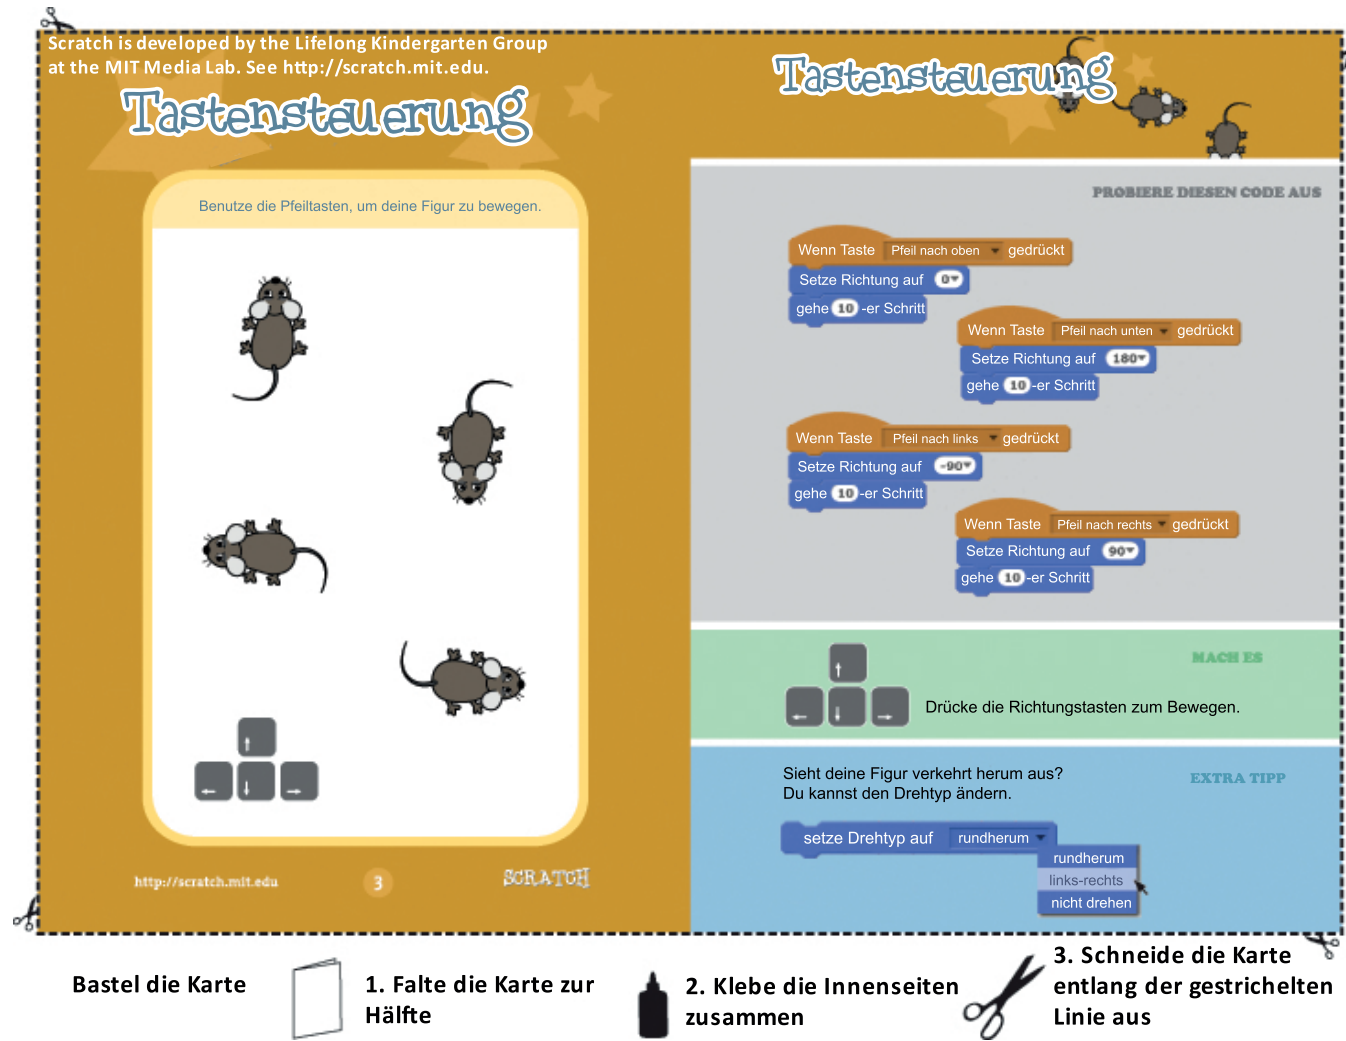 Scratch is developed by the Lifelong Kindergarten Group
at the MIT Media Lab. See http://scratch.mit.edu.
Tastensteuerung
Benutze die Pfeiltasten, um deine Figur zu bewegen.
http://scratch.mit.edu
3
SCRATCH
Tastensteuerung
PROBIERE DIESEN CODE AUS
Wenn Taste Pfeil nach oben gedrückt
Setze Richtung auf 0
gehe 10 -er Schritt
Wenn Taste Pfeil nach unten gedrückt
Setze Richtung auf 180
gehe 10 -er Schritt
Wenn Taste Pfeil nach links gedrückt
Setze Richtung auf -90
gehe 10 -er Schritt
Wenn Taste Pfeil nach rechts gedrückt
Setze Richtung auf 90
gehe 10 -er Schritt
MACH ES
Drücke die Richtungstasten zum Bewegen.
EXTRA TIPP
Sieht deine Figur verkehrt herum aus?
Du kannst den Drehtyp ändern.
setze Drehtyp auf rundherum
rundherum
links-rechts
nicht drehen
Bastel die Karte
1. Falte die Karte zur
Hälfte
2. Klebe die Innenseiten
zusammen
3. Schneide die Karte
entlang der gestrichelten
Linie aus